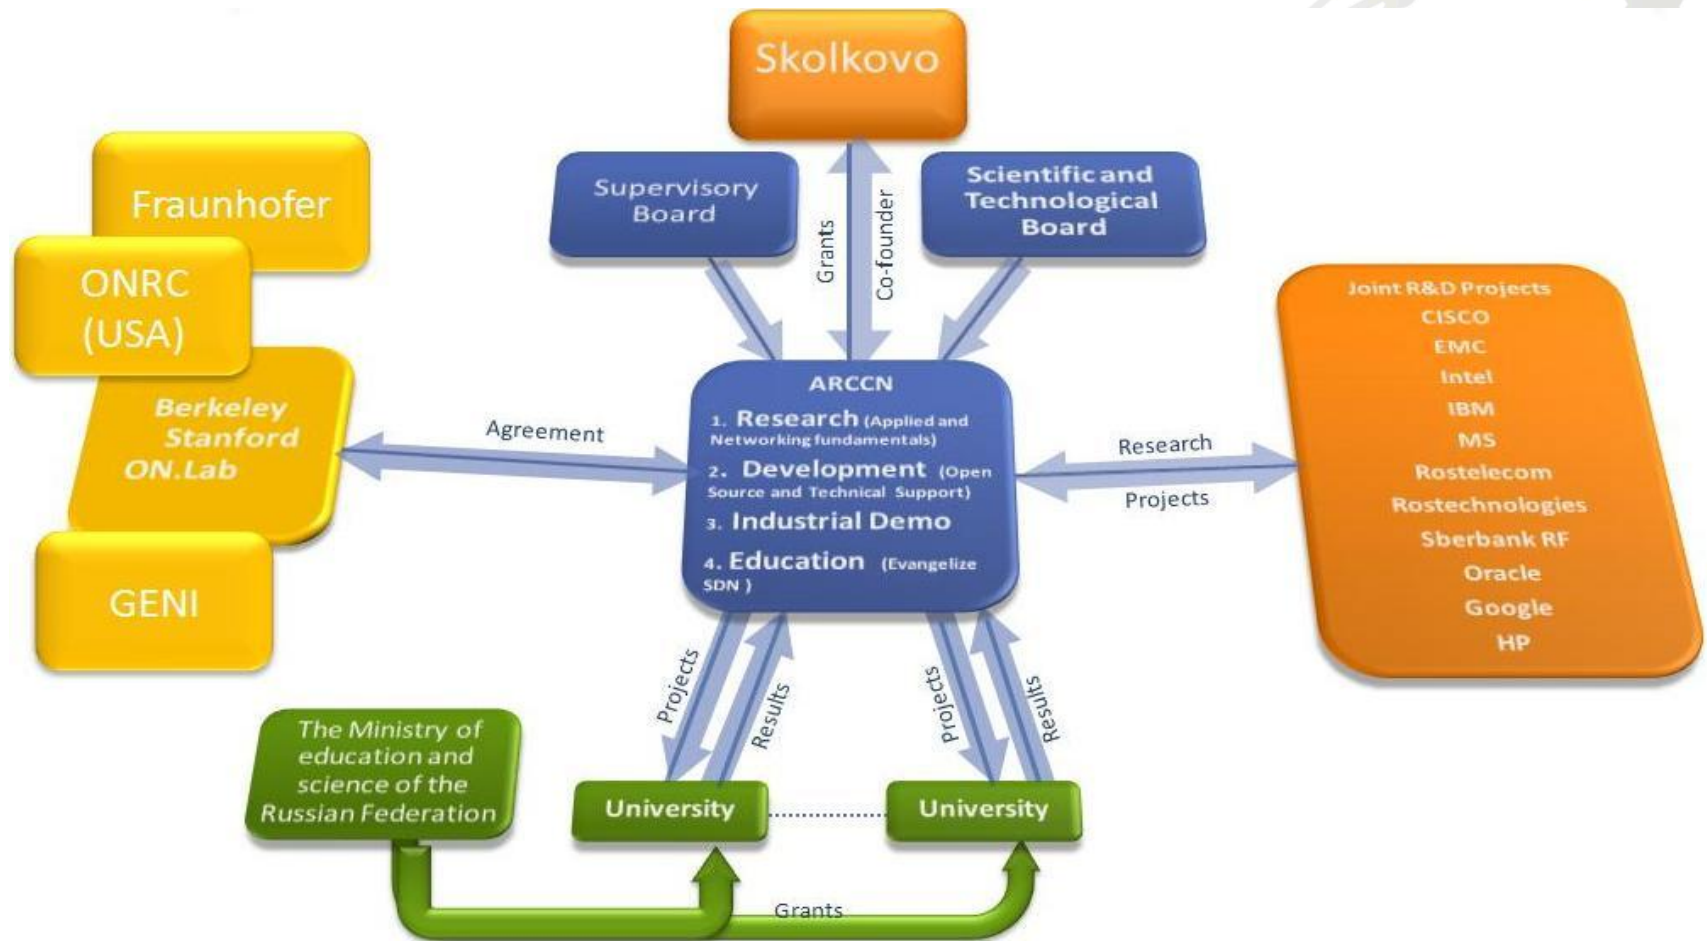 Skolkovo
Supervisory
Board
Scientific and
Technological
Board
Grants
Co-founder
Fraunhofer
ONRC
(USA)
Berkeley
Stanford
ON.Lab
GENI
Agreement
ARCCN
1. Research (Applied and
Networking fundamentals)
2. Development (Open
Source and Technical Support)
3. Industrial Demo
4. Education (Evangelize
SDN )
Research
Projects
Joint R&D Projects
CISCO
EMC
Intel
IBM
MS
Rostelecom
Rostechnologies
Sberbank RF
Oracle
Google
HP
Projects
Results
Projects
Results
The Ministry of
education and
science of the
Russian Federation
University
University
Grants